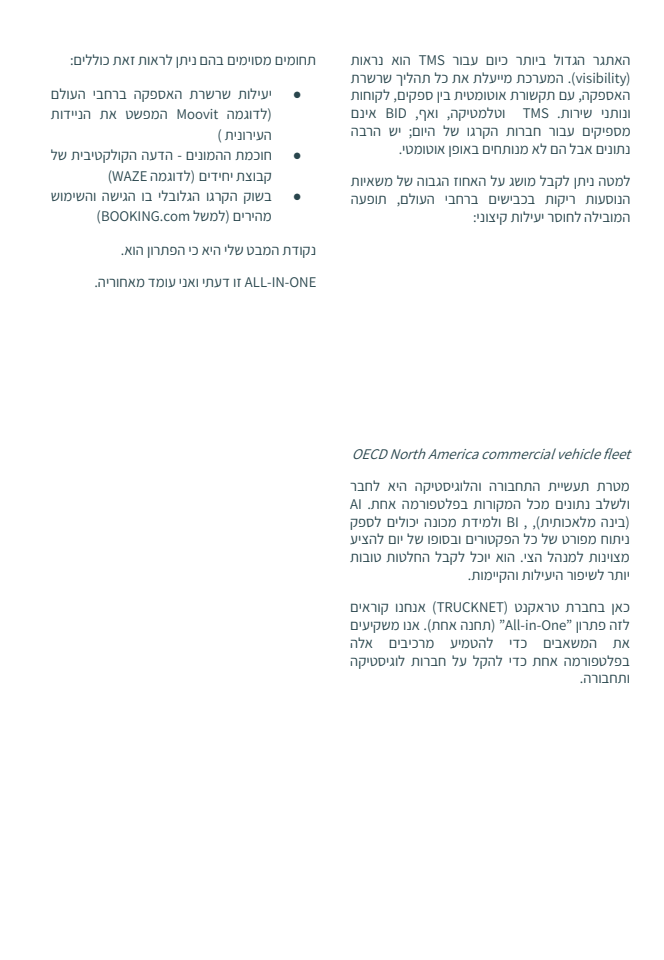 האתגר הגדול ביותר כיום עבור TMS הוא נראות
(visibility). המערכת מייעלת את כל תהליך שרשרת
האספקה, עם תקשורת אוטומטית בין ספקים, לקוחות
ונותני שירות. TMS וטלמטיקה, ואף, BID אינם
מספיקים עבור חברות הקרגו של היום; יש הרבה
נתונים אבל הם לא מנותחים באופן אוטומטי.
למטה ניתן לקבל מושג על האחוז הגבוה של משאיות
הנוסעות ריקות בכבישים ברחבי העולם, תופעה
המובילה לחוסר יעילות קיצוני:
OECD North America commercial vehicle fleet
מטרת תעשיית התחבורה והלוגיסטיקה היא לחבר
ולשלב נתונים מכל המקורות בפלטפורמה אחת. AI
(בינה מלאכותית), , BI ולמידת מכונה יכולים לספק
ניתוח מפורט של כל הפקטורים ובסופו של יום להציע
מצוינות למנהל הצי. הוא יוכל לקבל החלטות טובות
יותר לשיפור היעילות והקיימות.
כאן בחברת טראקנט (TRUCKNET) אנחנו קוראים
לזה פתרון "All-in-One" (תחנה אחת). אנו משקיעים
את המשאבים כדי להטמיע מרכיבים אלה
בפלטפורמה אחת כדי להקל על חברות לוגיסטיקה
ותחבורה.
תחומים מסוימים בהם ניתן לראות זאת כוללים:
● יעילות שרשרת האספקה ברחבי העולם
(לדוגמה Moovit המפשט את הניידות
העירונית )
● חוכמת ההמונים - הדעה הקולקטיבית של
קבוצת יחידים (לדוגמה WAZE)
● בשוק הקרגו הגלובלי בו הגישה והשימוש
מהירים (למשל BOOKING.com)
נקודת המבט שלי היא כי הפתרון הוא.
ALL-IN-ONE זו דעתי ואני עומד מאחוריה.